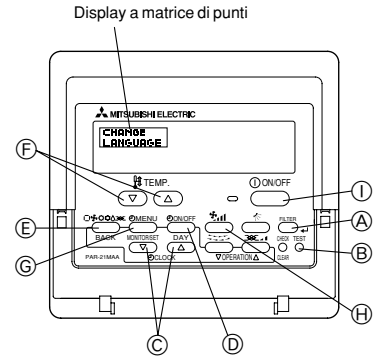 Display a matrice di punti
MITSUBISHI ELECTRIC
CHANGE
LANGUAGE
F
TEMP.
ON/OFF
I
E
MENU
ON/OFF
FILTER
A
BACK
MONITOR/SET
DAY
CHECK
TEST
B
G
PAR-21MAA
CLOCK
OPERATION
CLEAR
H
C
D